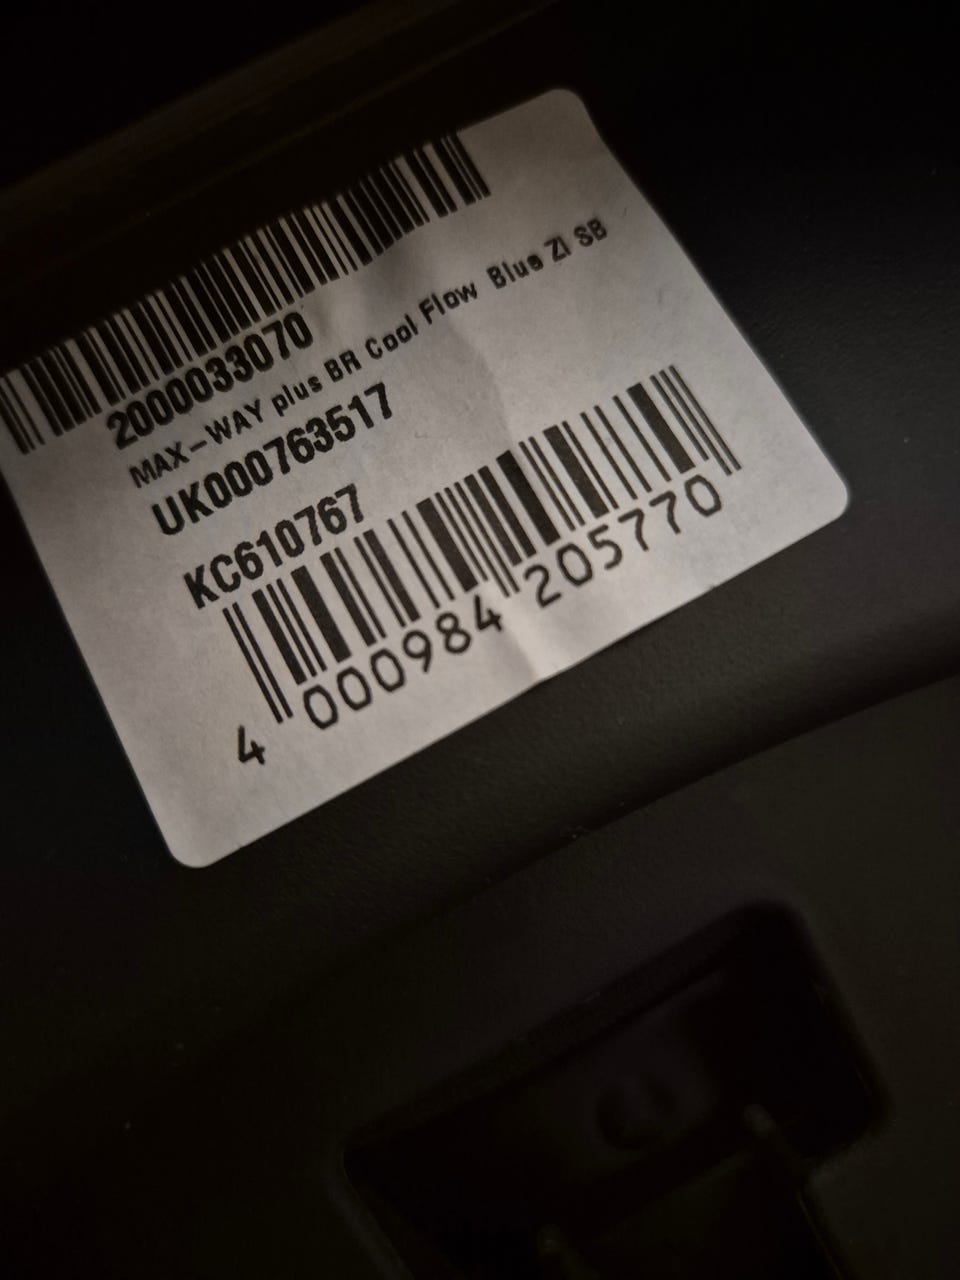 2000033070
MAX-WAY plus BR Cool Flow Blue ZI SB
UK000763517
KC610767
4 000984 205770